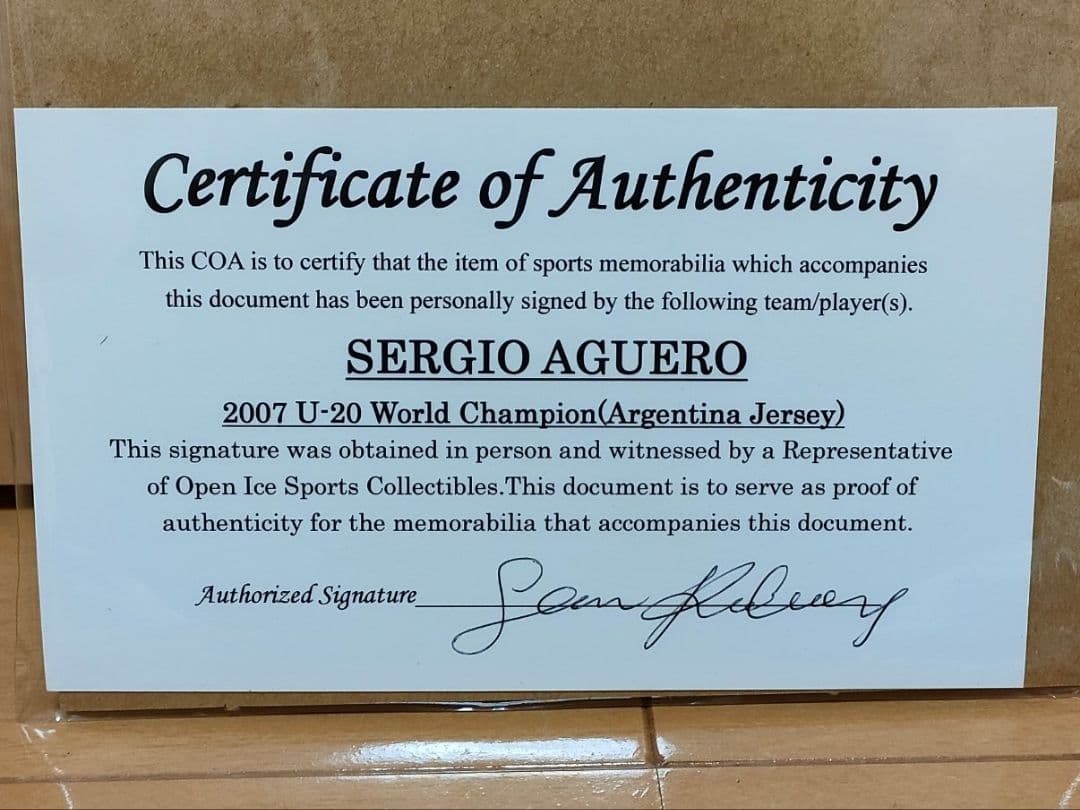 Certificate of Authenticity
This COA is to certify that the item of sports memorabilia which accompanies
this document has been personally signed by the following team/player(s).
SERGIO AGUERO
2007 U-20 World Champion(Argentina Jersey)
This signature was obtained in person and witnessed by a Representative
of Open Ice Sports Collectibles.This document is to serve as proof of
authenticity for the memorabilia that accompanies this document.
Authorized Signature